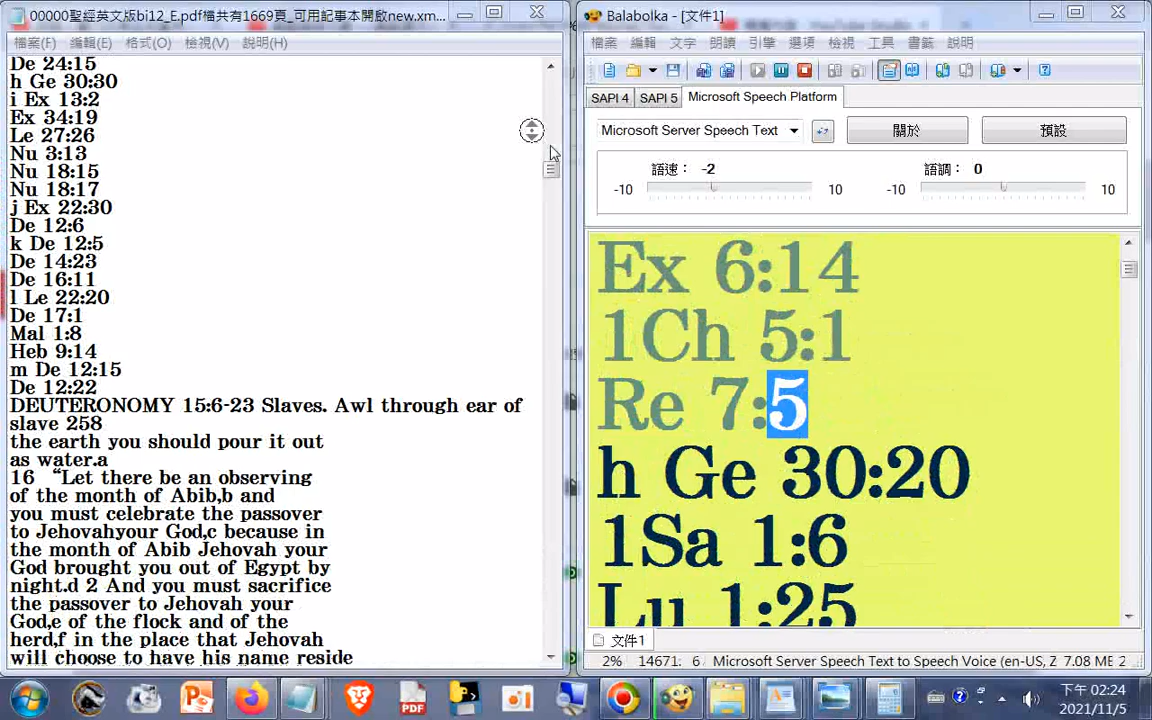 00000聖經英文版bi12_E.pdf檔共有1669頁_可用記事本開啟new.xm...
檔案(F) 編輯(E) 格式(O) 檢視(V) 說明(H)
De 24:15
h Ge 30:30
i Ex 13:2
Ex 34:19
Le 27:26
Nu 3:13
Nu 18:15
Nu 18:17
j Ex 22:30
De 12:6
k De 12:5
De 14:23
De 16:11
l Le 22:20
De 17:1
Mal 1:8
Heb 9:14
m De 12:15
De 12:22
DEUTERONOMY 15:6-23 Slaves. Awl through ear of
slave 258
the earth you should pour it out
as water.a
16 “Let there be an observing
of the month of Abib,b and
you must celebrate the passover
to Jehovahyour God,c because in
the month of Abib Jehovah your
God brought you out of Egypt by
night.d 2 And you must sacrifice
the passover to Jehovah your
God,e of the flock and of the
herd,f in the place that Jehovah
will choose to have his name reside
Balabolka - [文件1]
檔案 編輯 文字 朗讀 引擎 選項 檢視 工具 書籤 說明
SAPI 4 SAPI 5 Microsoft Speech Platform
Microsoft Server Speech Text 關於 預設
語速： -2 語調： 0
-10 10 -10 10
Ex 6:14
1Ch 5:1
Re 7:5
h Ge 30:20
1Sa 1:6
Lu 1:25
文件1
2% 14671: 6 Microsoft Server Speech Text to Speech Voice (en-US, Z 7.08 MB 2
PDF
下午 02:24
2021/11/5